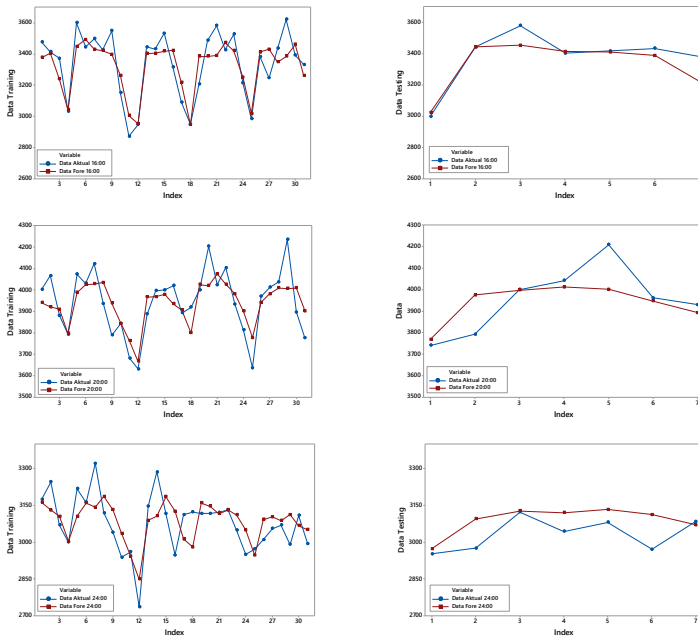 3600
3400
3200
3000
2800
2600
Data Training
Variable
Data Aktual 16:00
Data Fore 16:00
3 6 9 12 15 18 21 24 27 30
Index
3600
3400
3200
3000
2800
2600
Data Testing
Variable
Data Aktual 16:00
Data Fore 16:00
1 2 3 4 5 6
Index
4300
4200
4100
4000
3900
3800
3700
3600
3500
Data Training
Variable
Data Aktual 20:00
Data Fore 20:00
3 6 9 12 15 18 21 24 27 30
Index
4300
4200
4100
4000
3900
3800
3700
3600
3500
Data
Variable
Data Aktual 20:00
Data Fore 20:00
1 2 3 4 5 6 7
Index
3300
3150
3000
2850
2700
Data Training
Variable
Data Aktual 24:00
Data Fore 24:00
3 6 9 12 15 18 21 24 27 30
Index
3300
3150
3000
2850
2700
Data Testing
Variable
Data Aktual 24:00
Data Fore 24:00
1 2 3 4 5 6 7
Index